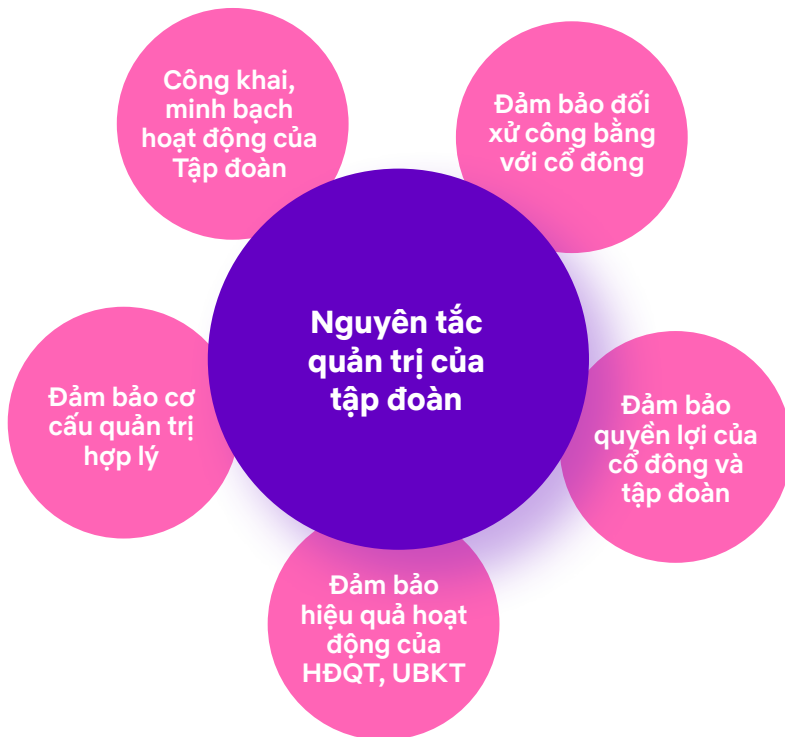 Công khai,
minh bạch
hoạt động của
Tập đoàn
Đảm bảo đối
xử công bằng
với cổ đông
Nguyên tắc
quản trị của
tập đoàn
Đảm bảo cơ
cấu quản trị
hợp lý
Đảm bảo
quyền lợi của
cổ đông và
tập đoàn
Đảm bảo
hiệu quả hoạt
động của
HĐQT, UBKT